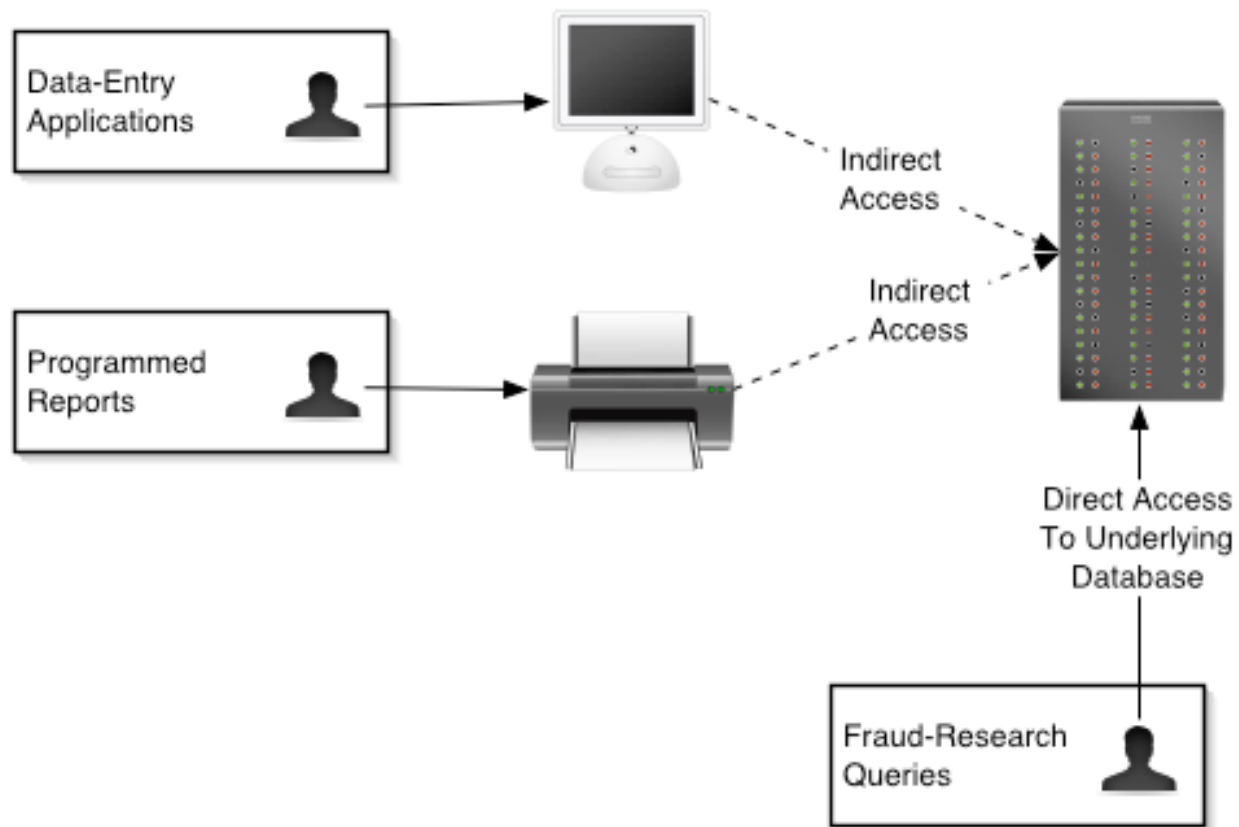 Data-Entry
Applications
Indirect
Access
Indirect
Access
Programmed
Reports
Direct Access
To Underlying
Database
Fraud-Research
Queries